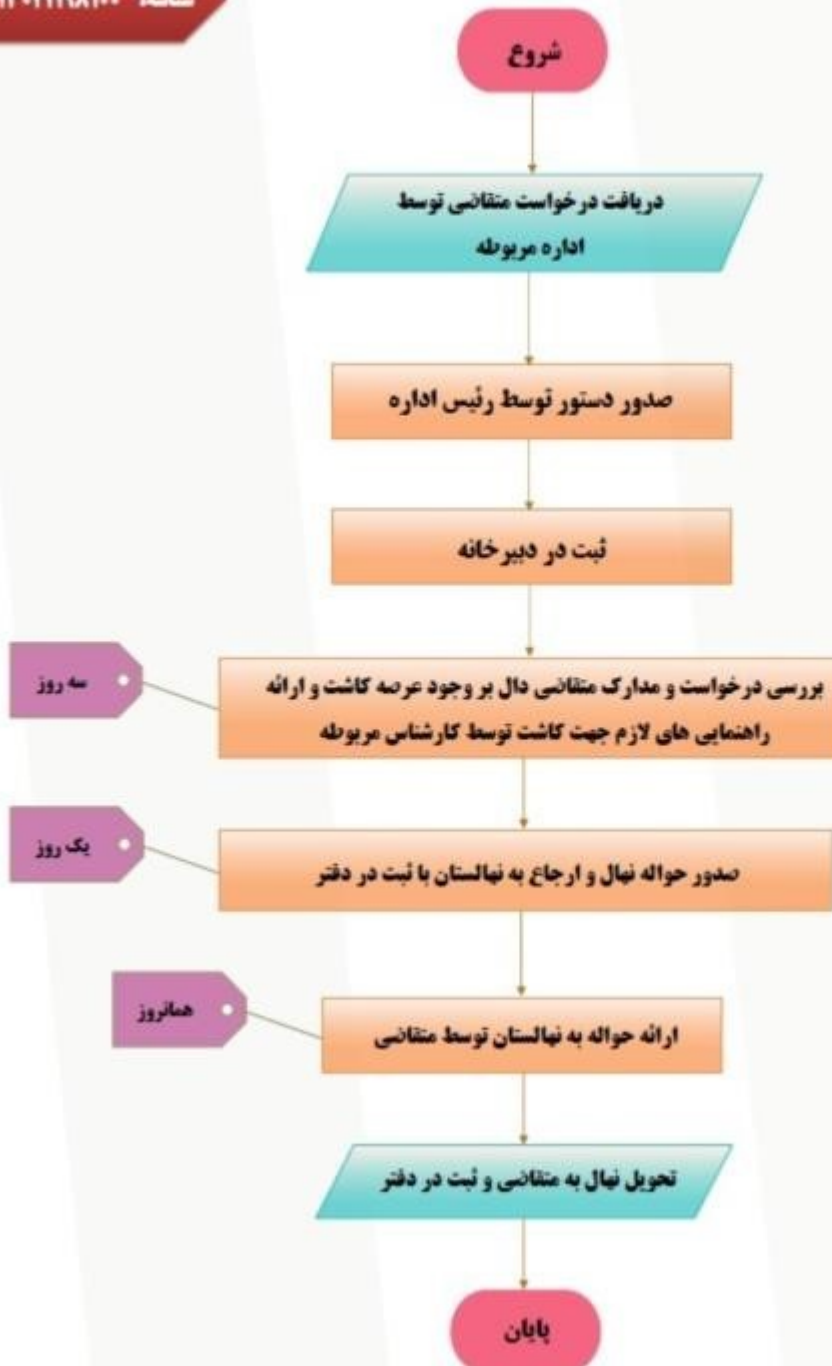 شروع
دریافت درخواست متقاضی توسط
اداره مربوطه
صدور دستور توسط رئیس اداره
ثبت در دبیرخانه
سه روز
بررسی درخواست و مدارک متقاضی دال بر وجود عرصه کاشت و ارائه
راهنمایی های لازم جهت کاشت توسط کارشناس مربوطه
یک روز
صدور حواله نهال و ارجاع به نهالستان با ثبت در دفتر
همانروز
ارائه حواله به نهالستان توسط متقاضی
تحویل نهال به متقاضی و ثبت در دفتر
پایان